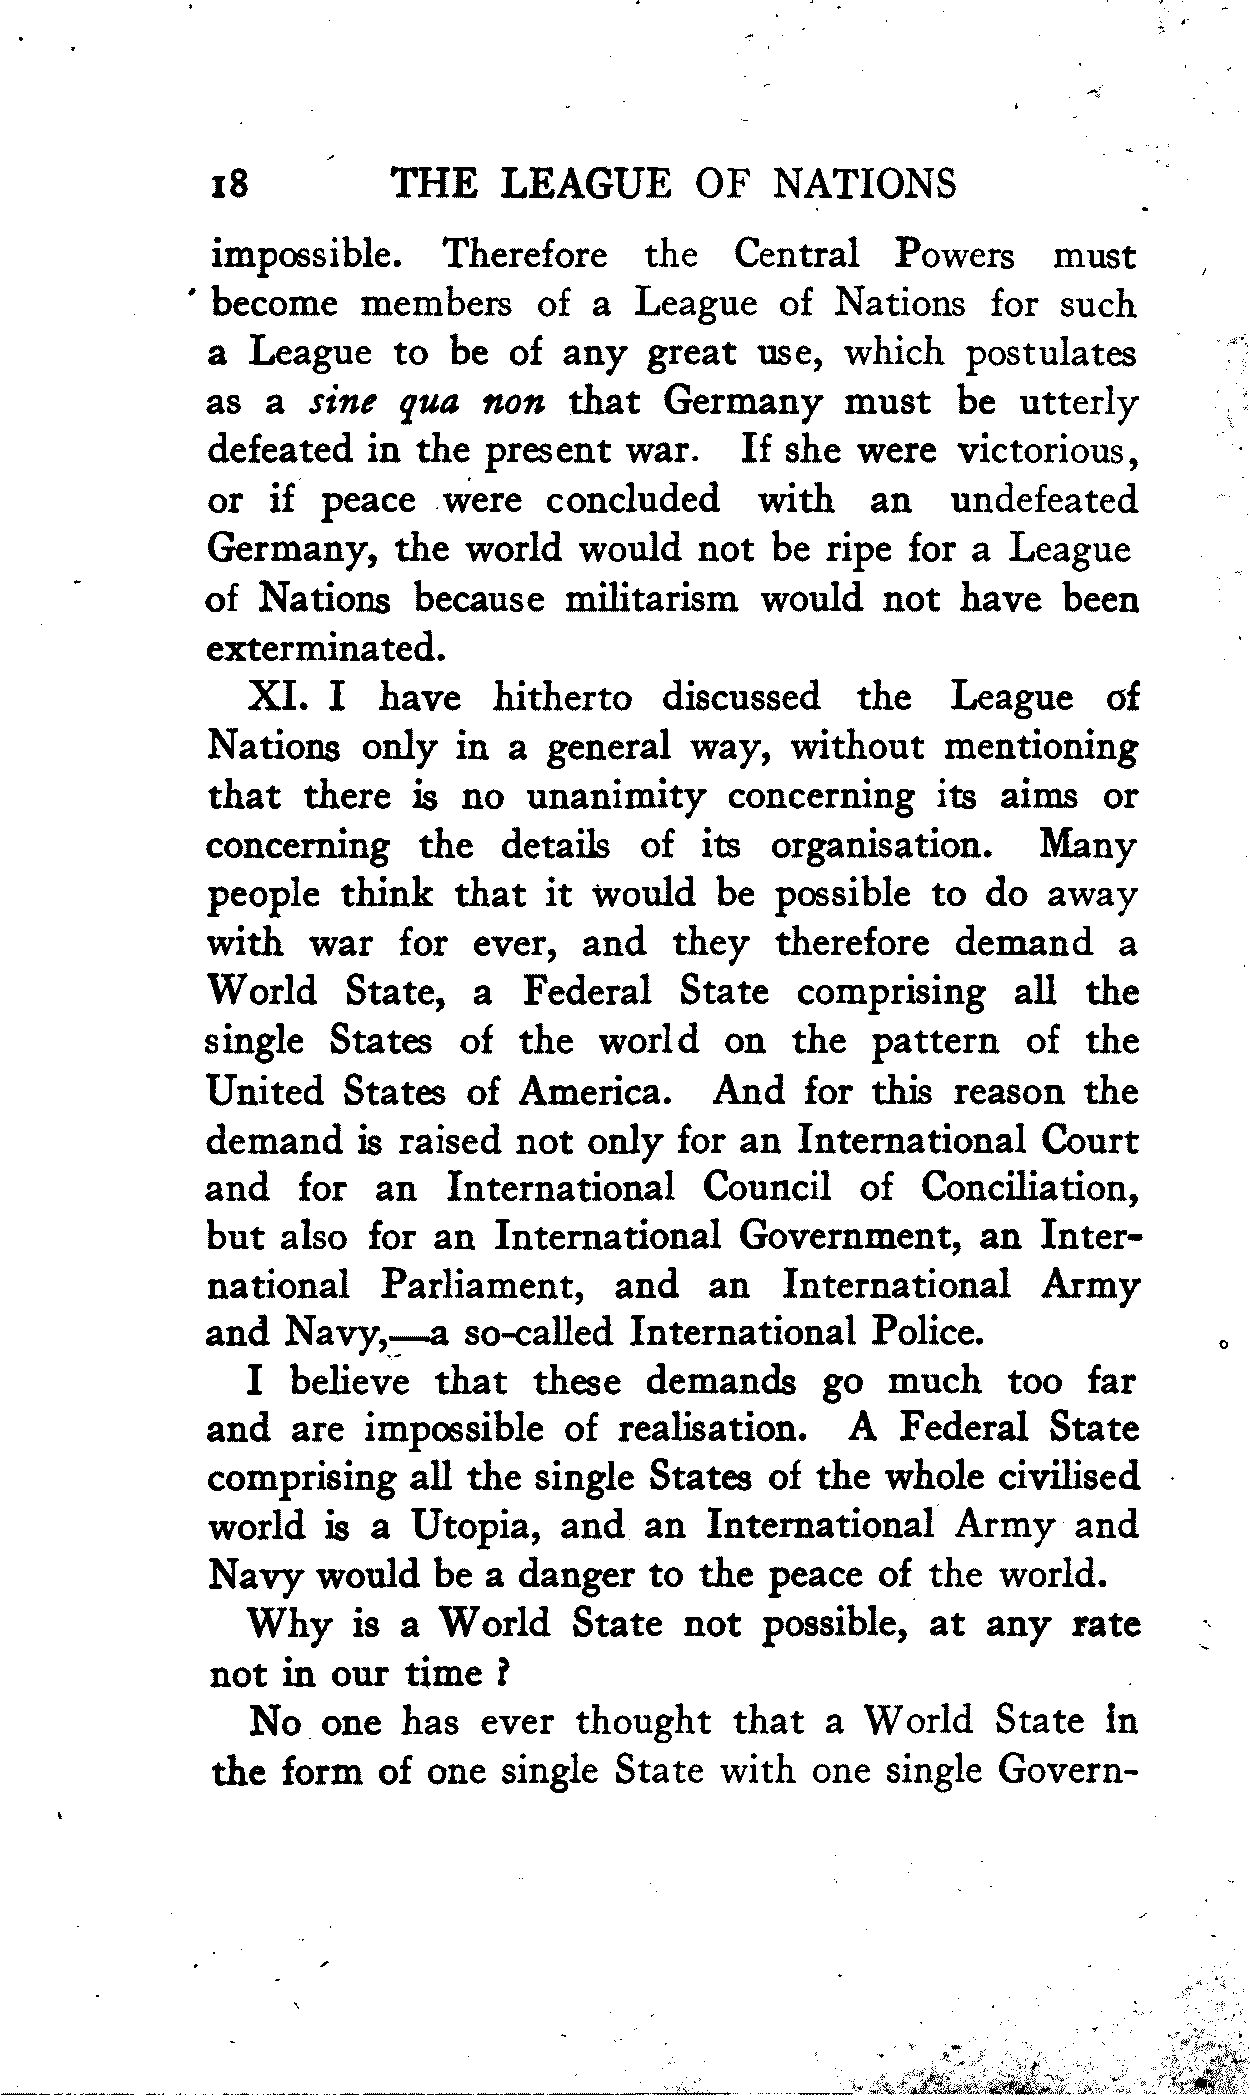 18 THE LEAGUE OF NATIONS
impossible. Therefore the Central Powers must
become members of a League of Nations for such
a League to be of any great use, which postulates
as a sine qua non that Germany must be utterly
defeated in the present war. If she were victorious,
or if peace were concluded with an undefeated
Germany, the world would not be ripe for a League
of Nations because militarism would not have been
exterminated.
XI. I have hitherto discussed the League of
Nations only in a general way, without mentioning
that there is no unanimity concerning its aims or
concerning the details of its organisation. Many
people think that it would be possible to do away
with war for ever, and they therefore demand a
World State, a Federal State comprising all the
single States of the world on the pattern of the
United States of America. And for this reason the
demand is raised not only for an International Court
and for an International Council of Conciliation,
but also for an International Government, an Inter-
national Parliament, and an International Army
and Navy,—a so-called International Police.
I believe that these demands go much too far
and are impossible of realisation. A Federal State
comprising all the single States of the whole civilised
world is a Utopia, and an International Army and
Navy would be a danger to the peace of the world.
Why is a World State not possible, at any rate
not in our time ?
No one has ever thought that a World State in
the form of one single State with one single Govern-